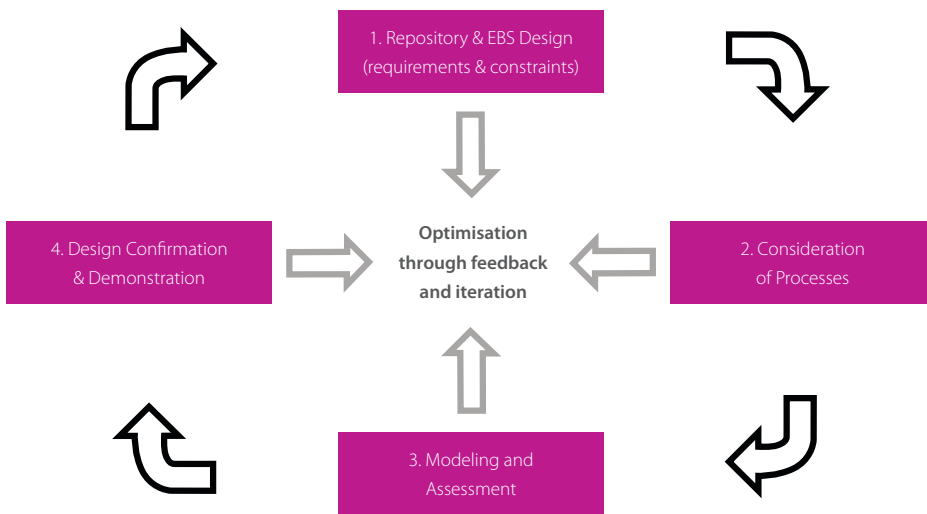 1. Repository & EBS Design
(requirements & constraints)
4. Design Confirmation
& Demonstration
Optimisation
through feedback
and iteration
2. Consideration
of Processes
3. Modeling and
Assessment